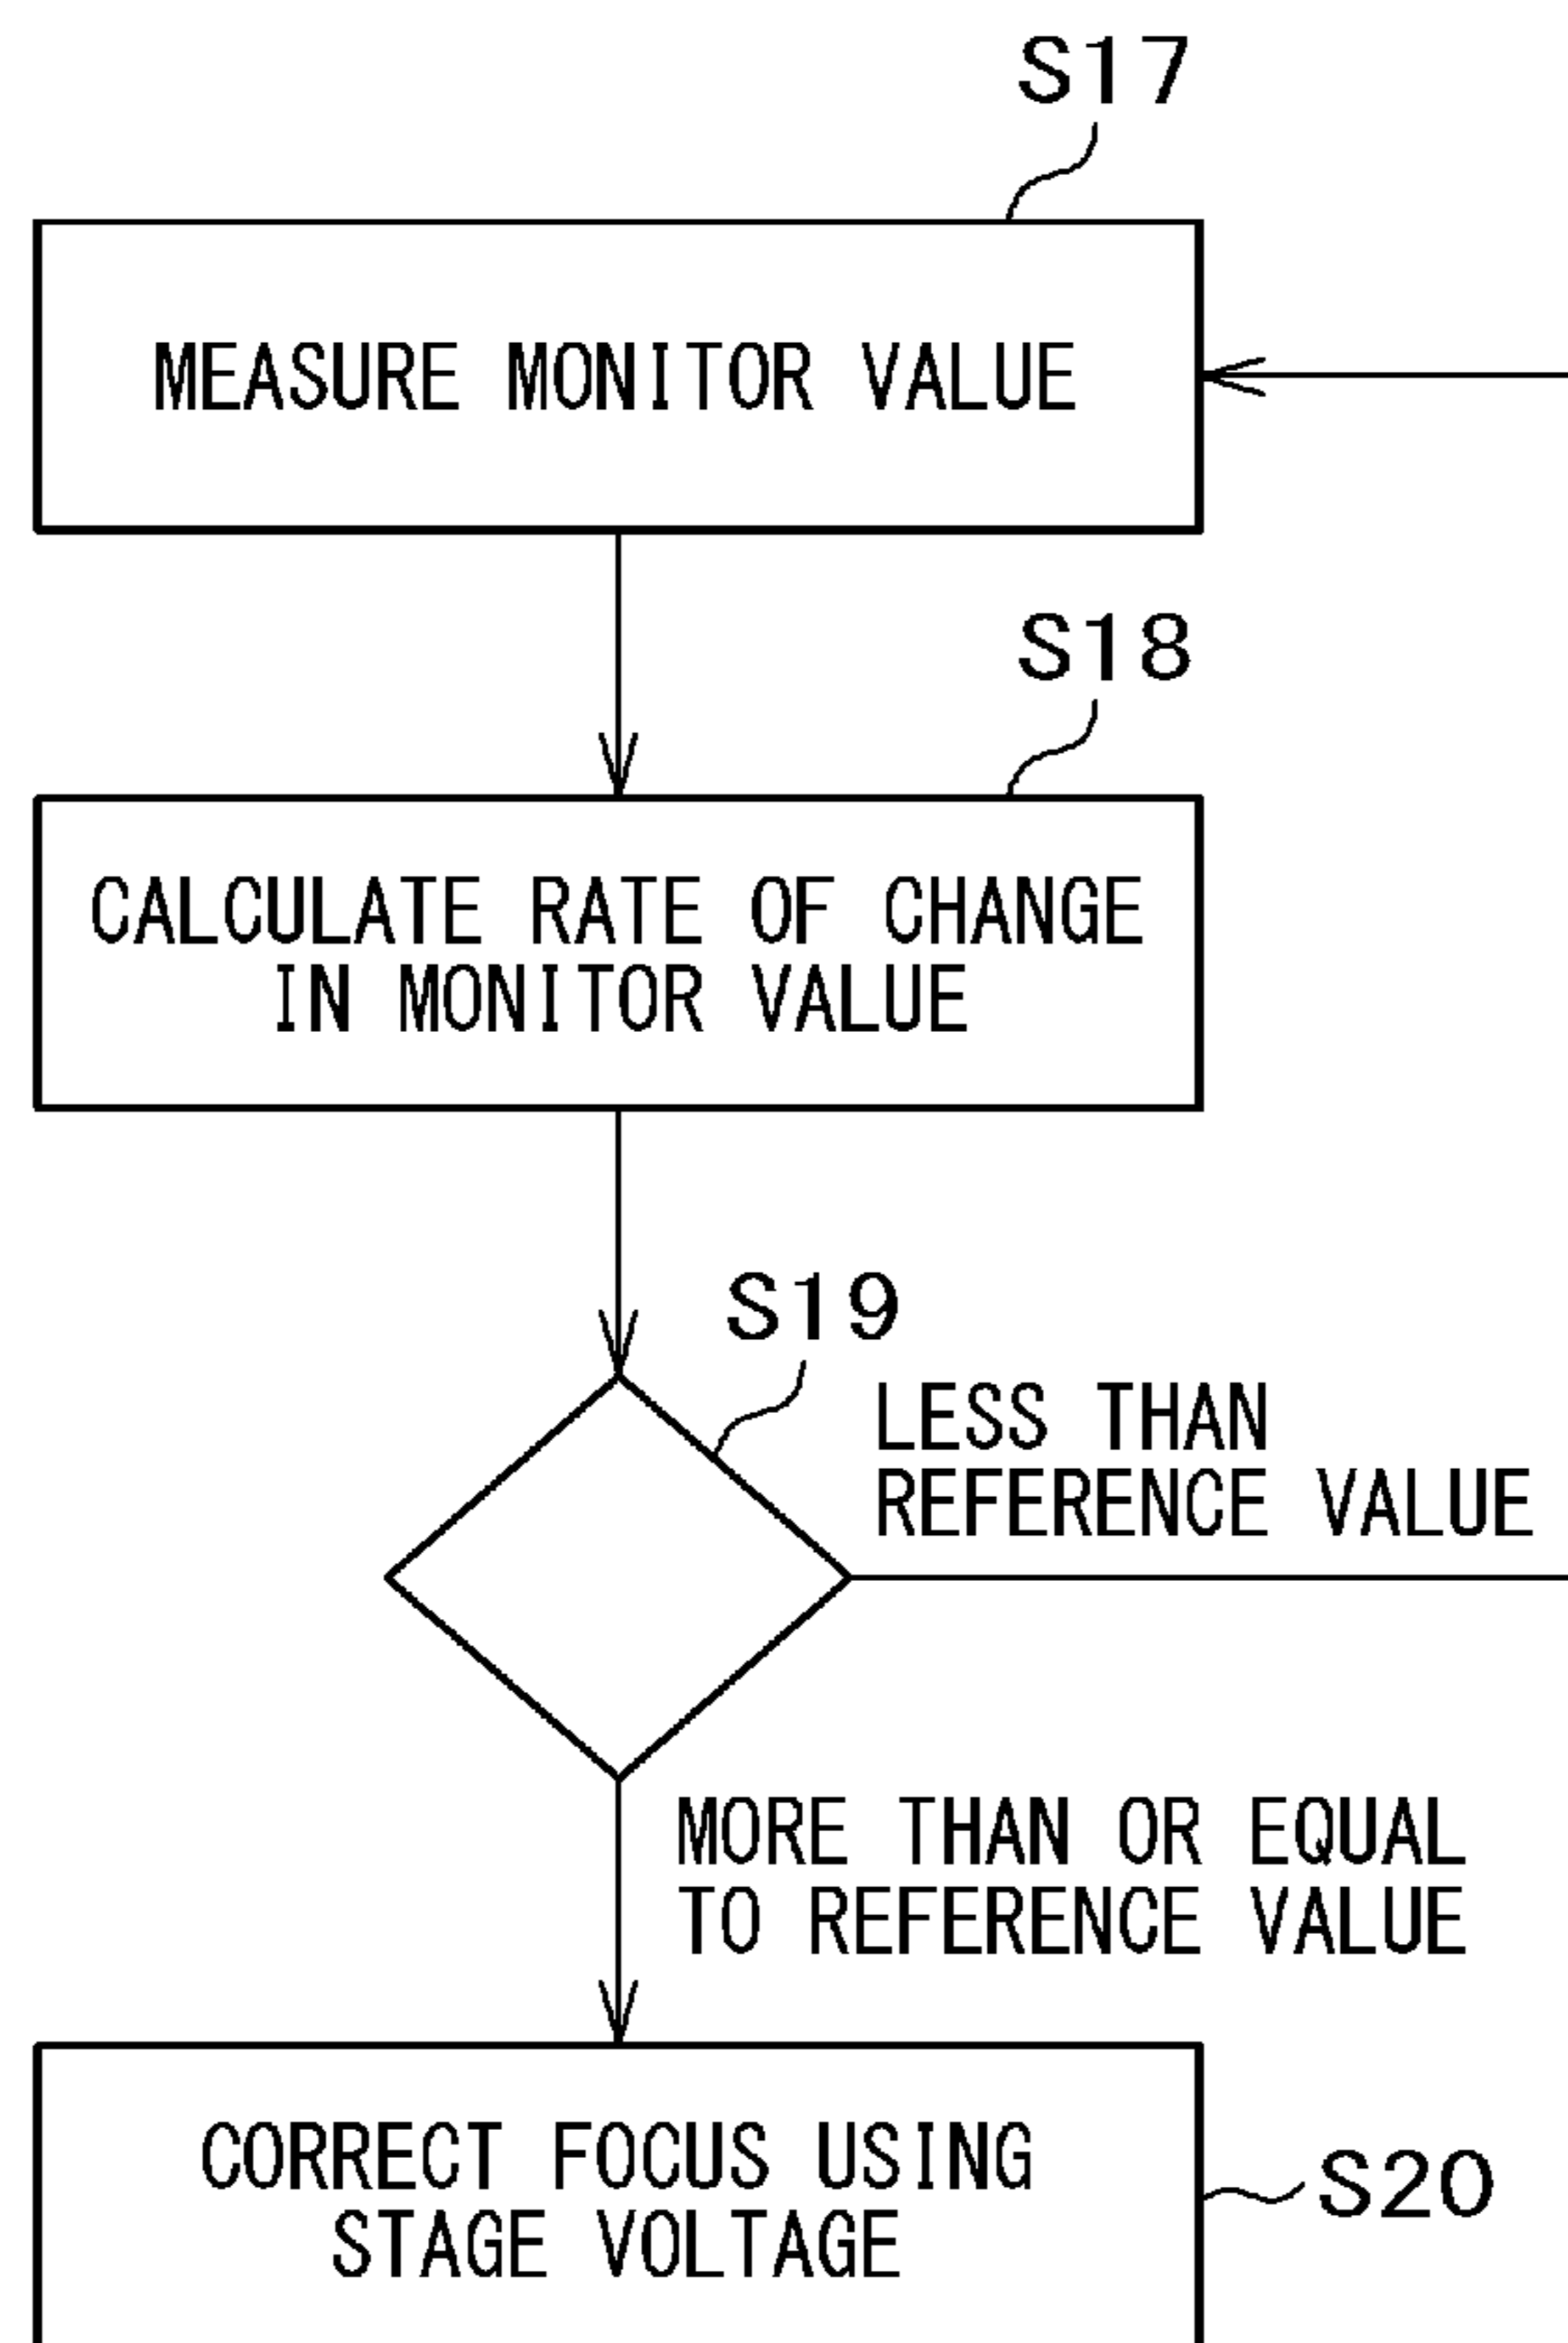 S17
MEASURE MONITOR VALUE
S18
CALCULATE RATE OF CHANGE
IN MONITOR VALUE
S19
LESS THAN
REFERENCE VALUE
MORE THAN OR EQUAL
TO REFERENCE VALUE
CORRECT FOCUS USING
STAGE VOLTAGE
S20